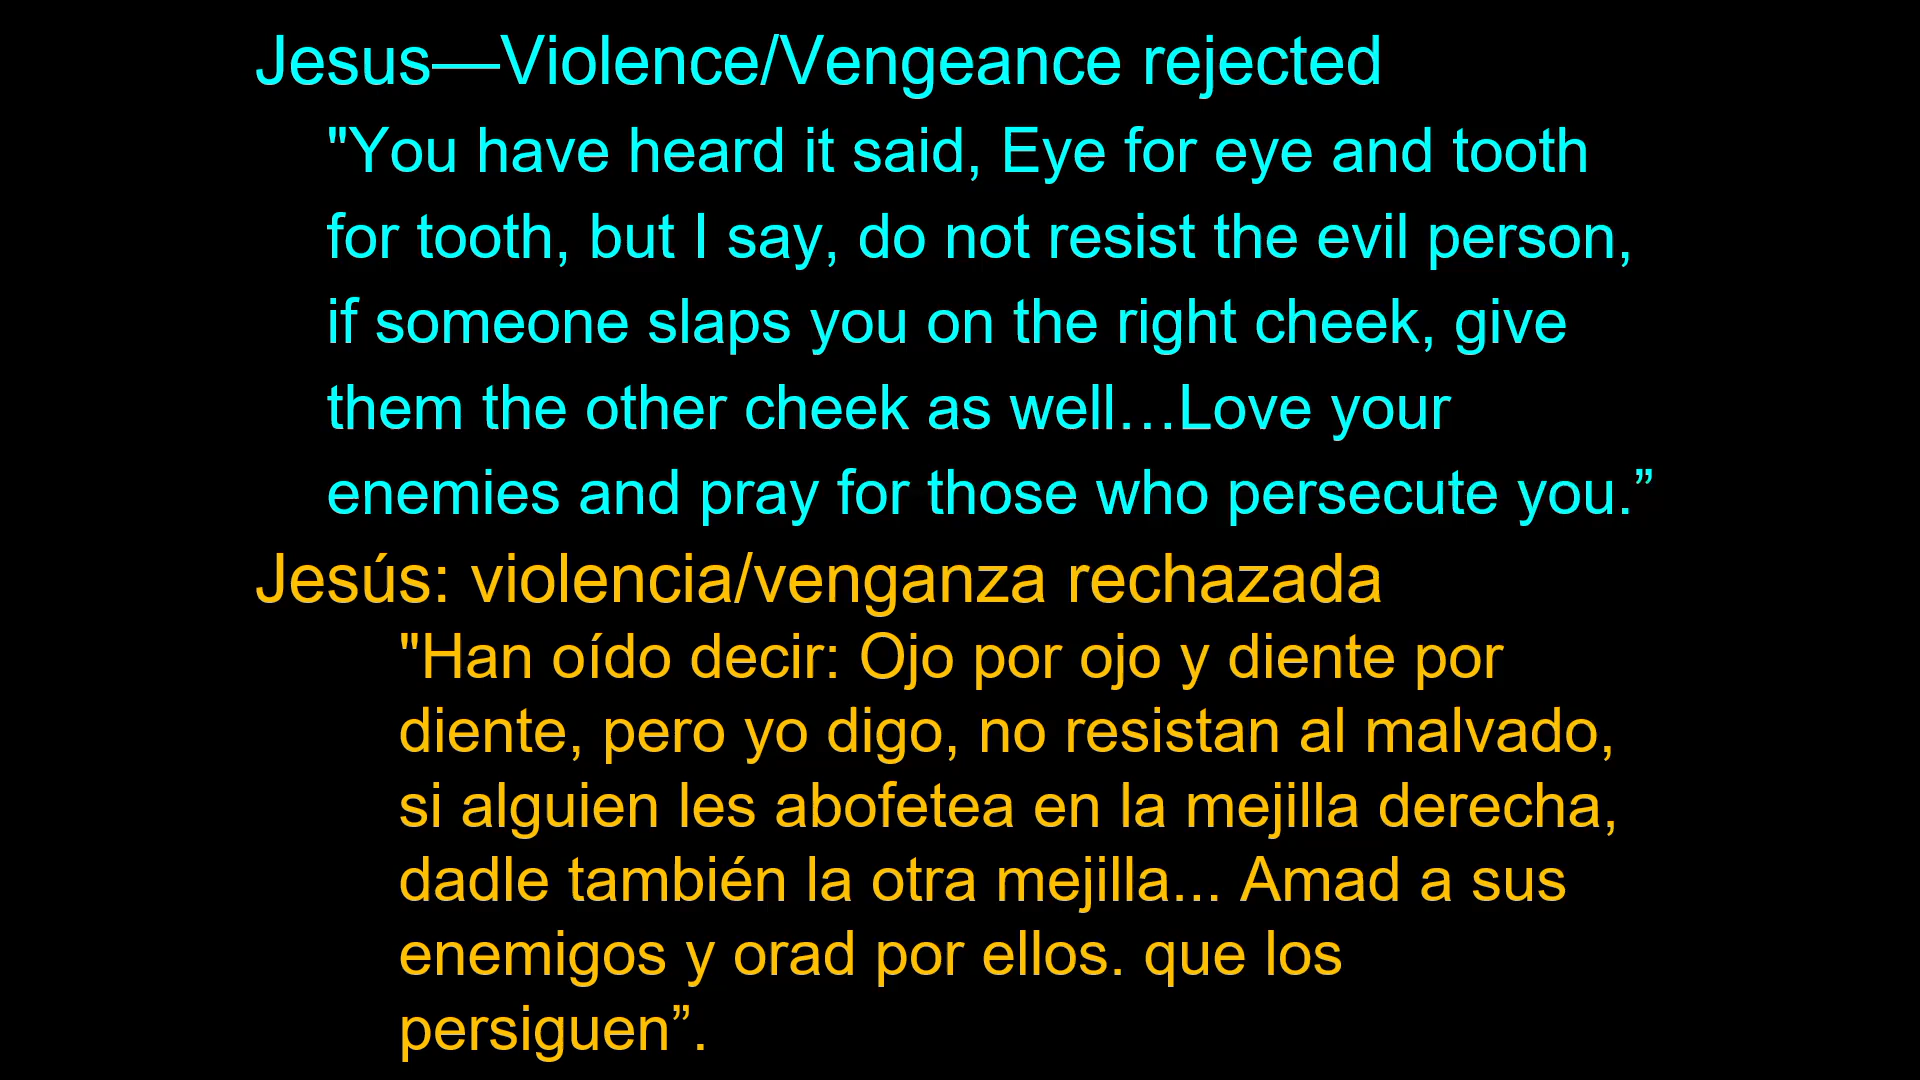 Jesus—Violence/Vengeance rejected
"You have heard it said, Eye for eye and tooth
for tooth, but I say, do not resist the evil person,
if someone slaps you on the right cheek, give
them the other cheek as well…Love your
enemies and pray for those who persecute you.”
Jesús: violencia/venganza rechazada
"Han oído decir: Ojo por ojo y diente por
diente, pero yo digo, no resistan al malvado,
si alguien les abofetea en la mejilla derecha,
dadle también la otra mejilla... Amad a sus
enemigos y orad por ellos. que los
persiguen”.